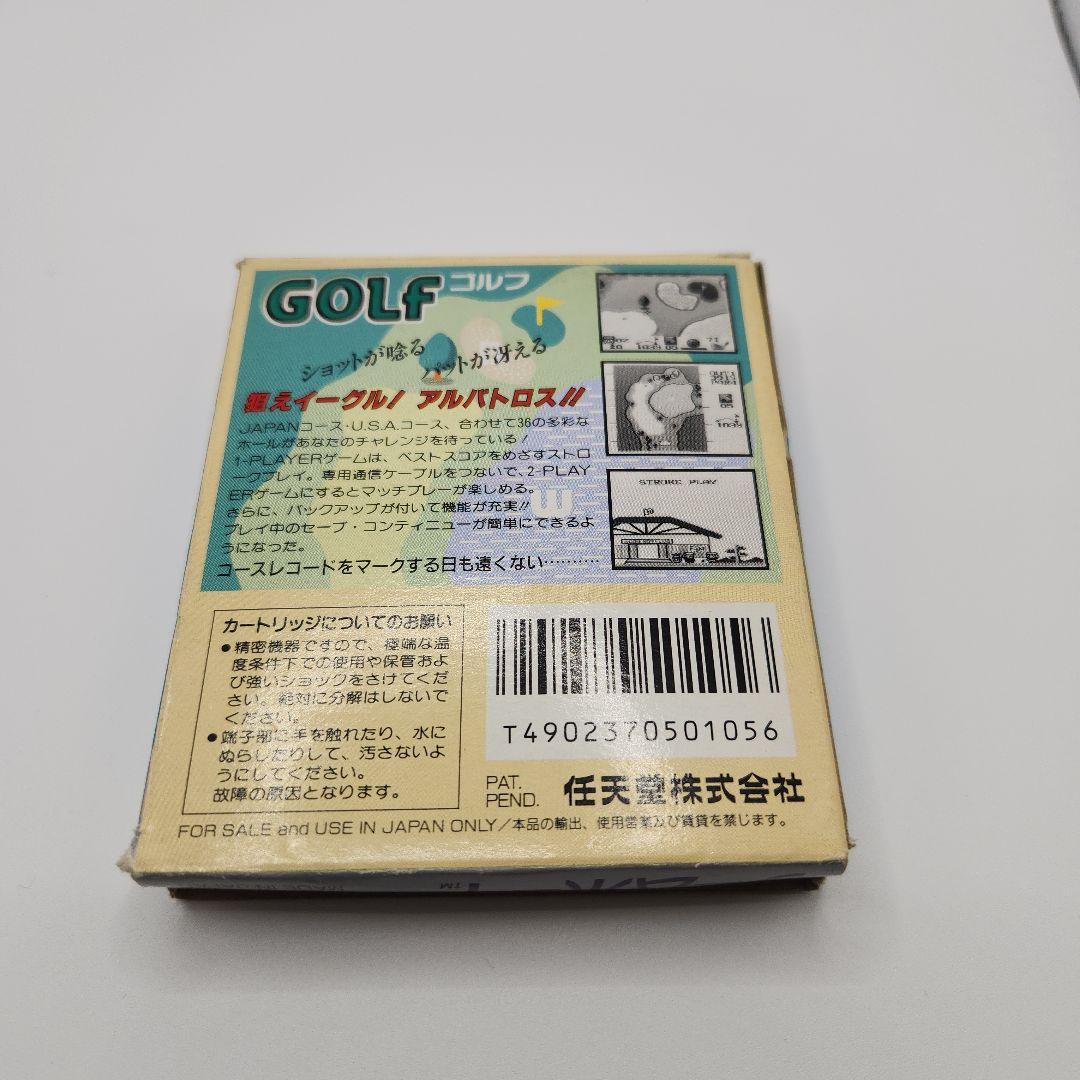 GOLf ゴルフ
ショットが唸る パットが冴える
狙えイーグル! アルバトロス!!
JAPANコース・U.S.A.コース、合わせて36の多彩な
ホールがあなたのチャレンジを待っている!
1-PLAYERゲームは、ベストスコアをめざすストロ
ークプレイ。専用通信ケーブルをつないで、2-PLAY
ERゲームにするとマッチプレーが楽しめる。
さらに、バックアップが付いて機能が充実!!
プレイ中のセーブ・コンティニューが簡単にできるよ
うになった。
コースレコードをマークする日も遠くない…………
STROKE PLAY
カートリッジについてのお願い
●精密機器ですので、極端な温
度条件下での使用や保管およ
び強いショックをさけてくだ
さい。絶対に分解はしないで
ください。
●端子部に手を触れたり、水に
ぬらしたりして、汚さないよ
うにしてください。
故障の原因となります。
T4902370501056
PAT.
PEND.
任天堂株式会社
FOR SALE and USE IN JAPAN ONLY/本品の輸出、使用営業及び賃貸を禁じます。